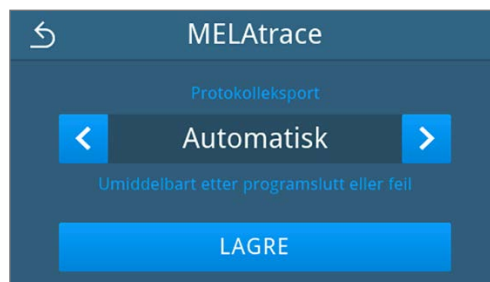 MELAtrace
Protokolleksport
Automatisk
Umiddelbart etter programslutt eller feil
LAGRE